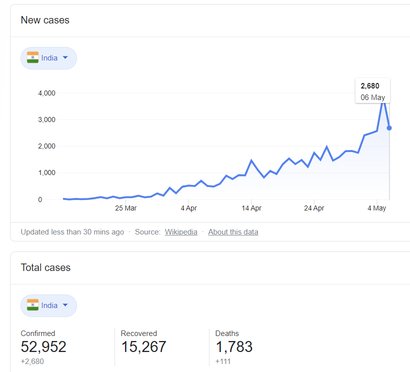 New cases
India
2,680
06 May
4,000
3,000
2,000
1,000
0
25 Mar
4 Apr
14 Apr
24 Apr
4 May
Updated less than 30 mins ago · Source: Wikipedia · About this data
Total cases
India
Confirmed
52,952
+2,680
Recovered
15,267
Deaths
1,783
+111